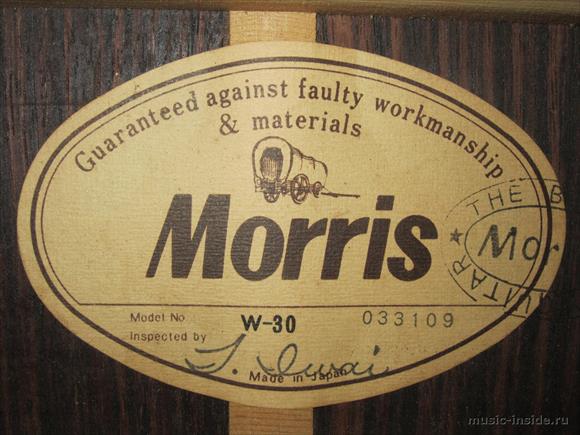 Guaranteed against faulty workmanship
& materials
Morris
THE
Mo
Model No W-30 033109
Inspected by
Made in Japan
music-inside.ru